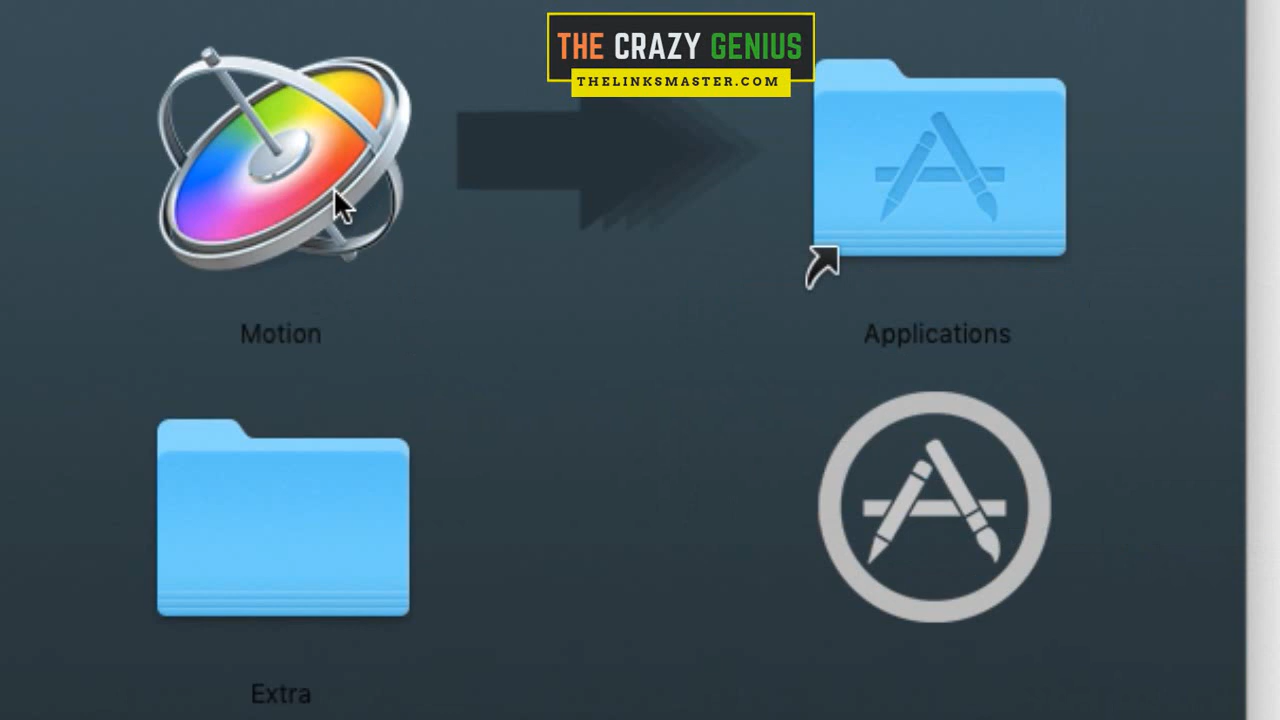 THE CRAZY GENIUS
THELINKSMASTER.COM
Motion
Applications
Extra